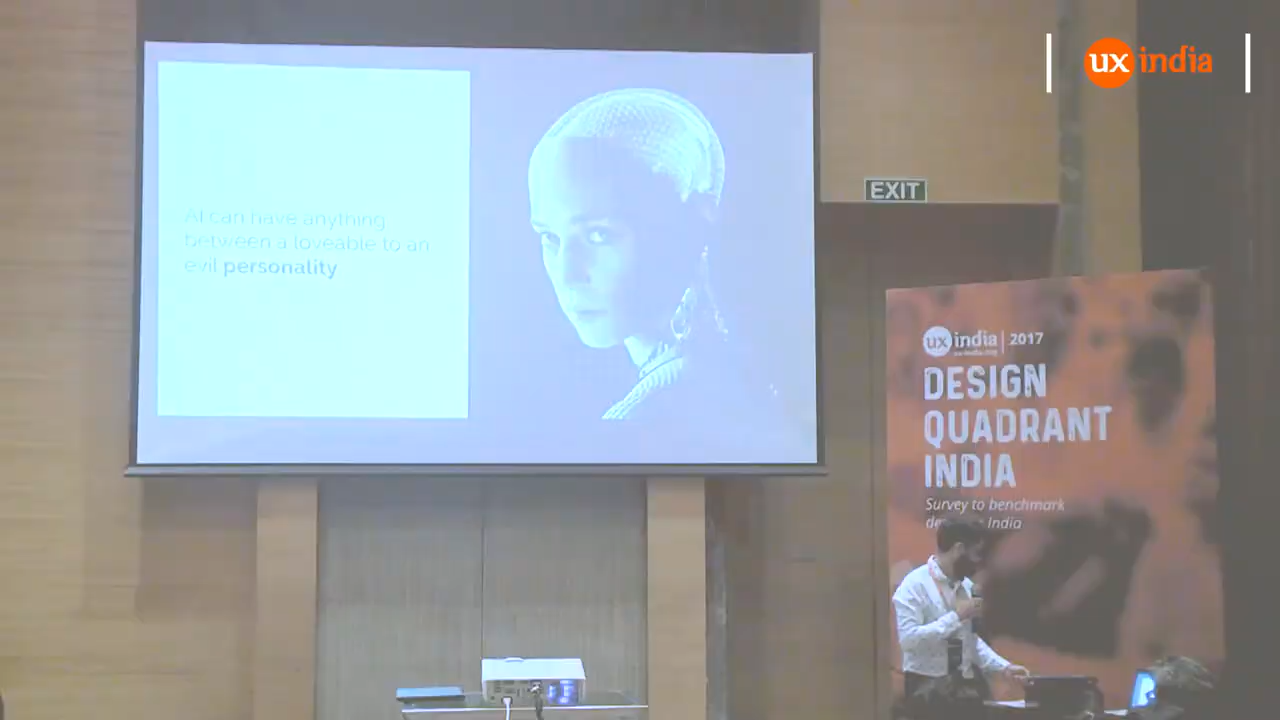 ux india
AI can have anything
between a loveable to an
evil personality
EXIT
ux india 2017
DESIGN
QUADRANT
INDIA
Survey to benchmark
India